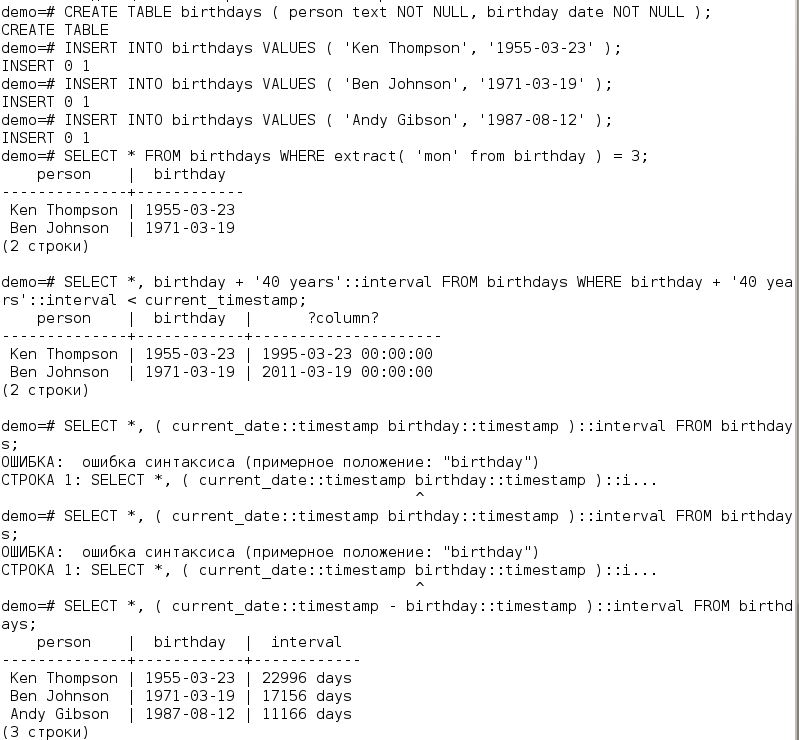 demo=# CREATE TABLE birthdays ( person text NOT NULL, birthday date NOT NULL );
CREATE TABLE
demo=# INSERT INTO birthdays VALUES ( 'Ken Thompson', '1955-03-23' );
INSERT 0 1
demo=# INSERT INTO birthdays VALUES ( 'Ben Johnson', '1971-03-19' );
INSERT 0 1
demo=# INSERT INTO birthdays VALUES ( 'Andy Gibson', '1987-08-12' );
INSERT 0 1
demo=# SELECT * FROM birthdays WHERE extract( 'mon' from birthday ) = 3;
    person    |  birthday
--------------+------------
 Ken Thompson | 1955-03-23
 Ben Johnson  | 1971-03-19
(2 строки)

demo=# SELECT *, birthday + '40 years'::interval FROM birthdays WHERE birthday + '40 yea
rs'::interval < current_timestamp;
    person    |  birthday  |      ?column?
--------------+------------+---------------------
 Ken Thompson | 1955-03-23 | 1995-03-23 00:00:00
 Ben Johnson  | 1971-03-19 | 2011-03-19 00:00:00
(2 строки)

demo=# SELECT *, ( current_date::timestamp birthday::timestamp )::interval FROM birthday
s;
ОШИБКА:  ошибка синтаксиса (примерное положение: "birthday")
СТРОКА 1: SELECT *, ( current_date::timestamp birthday::timestamp )::i...
                                              ^
demo=# SELECT *, ( current_date::timestamp birthday::timestamp )::interval FROM birthday
s;
ОШИБКА:  ошибка синтаксиса (примерное положение: "birthday")
СТРОКА 1: SELECT *, ( current_date::timestamp birthday::timestamp )::i...
                                              ^
demo=# SELECT *, ( current_date::timestamp - birthday::timestamp )::interval FROM birthd
ays;
    person    |  birthday  |  interval
--------------+------------+------------
 Ken Thompson | 1955-03-23 | 22996 days
 Ben Johnson  | 1971-03-19 | 17156 days
 Andy Gibson  | 1987-08-12 | 11166 days
(3 строки)